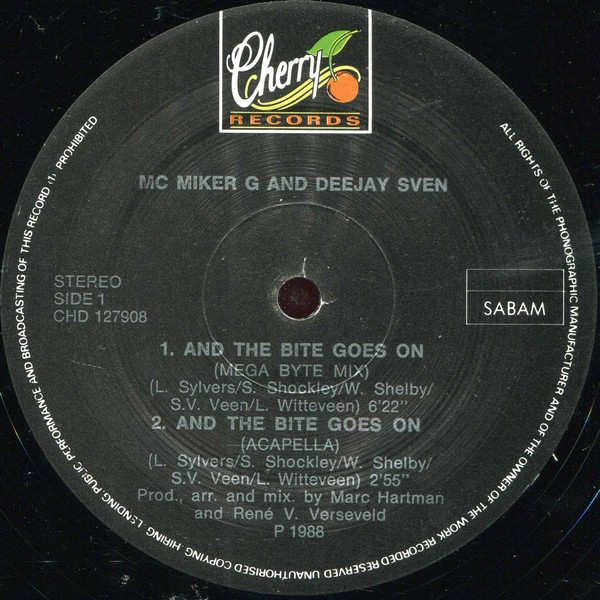 Cherry
RECORDS
MC MIKER G AND DEEJAY SVEN
STEREO
SIDE 1
CHD 127908
SABAM
1. AND THE BITE GOES ON
(MEGA BYTE MIX)
(L. Sylvers/S. Shockley/W. Shelby/
S.V. Veen/L. Witteveen) 6'22"
2. AND THE BITE GOES ON
(ACAPELLA)
(L. Sylvers/S. Shockley/W. Shelby/
S.V. Veen/L. Witteveen) 2'55"
Prod., arr. and mix. by Marc Hartman
and René V. Verseveld
P 1988
ALL RIGHTS OF THE PHONOGRAPHIC MANUFACTURER AND OF THE OWNER OF THE WORK RECORDED RESERVED UNAUTHORISED COPYING HIRING LENDING PUBLIC PERFORMANCE AND BROADCASTING OF THIS RECORD PROHIBITED